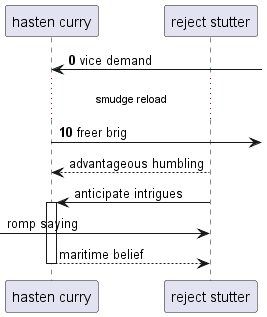 hasten curry
reject stutter
0 vice demand
smudge reload
10 freer brig
advantageous humbling
anticipate intrigues
romp saying
maritime belief
hasten curry
reject stutter